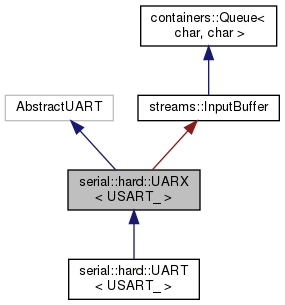 containers::Queue<
char, char >
AbstractUART
streams::InputBuffer
serial::hard::UARX
< USART_ >
serial::hard::UART
< USART_ >